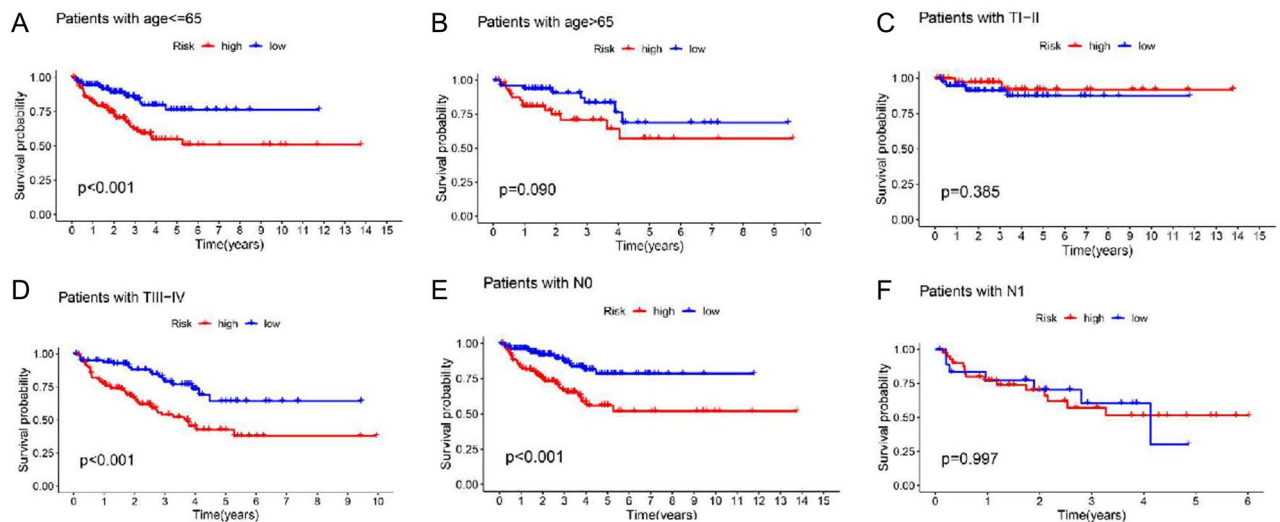 A
Patients with age<=65
Risk high low
Survival probability
1.00
0.75
0.50
0.25
0.00
p<0.001
0 1 2 3 4 5 6 7 8 9 10 11 12 13 14 15
Time(years)
B
Patients with age>65
Risk high low
Survival probability
1.00
0.75
0.50
0.25
0.00
p=0.090
0 1 2 3 4 5 6 7 8 9 10
Time(years)
C
Patients with TI-II
Risk high low
Survival probability
1.00
0.75
0.50
0.25
0.00
p=0.385
0 1 2 3 4 5 6 7 8 9 10 11 12 13 14 15
Time(years)
D
Patients with TIII-IV
Risk high low
Survival probability
1.00
0.75
0.50
0.25
0.00
p<0.001
0 1 2 3 4 5 6 7 8 9 10
Time(years)
E
Patients with N0
Risk high low
Survival probability
1.00
0.75
0.50
0.25
0.00
p<0.001
0 1 2 3 4 5 6 7 8 9 10 11 12 13 14 15
Time(years)
F
Patients with N1
Risk high low
Survival probability
1.00
0.75
0.50
0.25
0.00
p=0.997
0 1 2 3 4 5 6
Time(years)